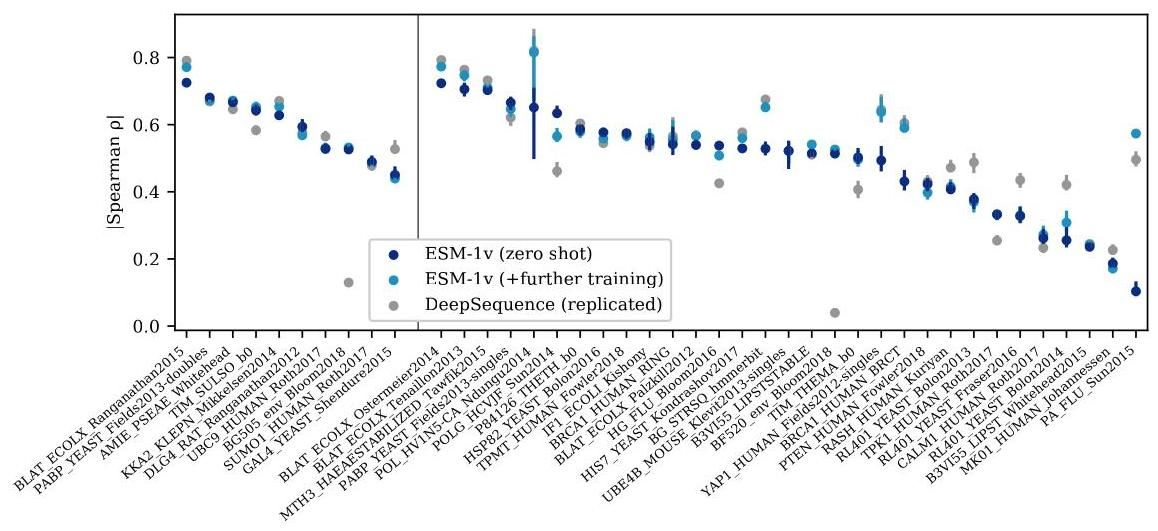 |Spearman ρ|
0.8
0.6
0.4
0.2
0.0
ESM-1v (zero shot)
ESM-1v (+further training)
DeepSequence (replicated)
BLAT_ECOLX_Ranganathan2015
PABP_YEAST_Fields2013-doubles
AMIE_PSEAE_Whitehead
TIM_SULSO_b0
KKA2_KLEPN_Mikkelsen2014
DLG4_RAT_Ranganathan2012
UBC9_HUMAN_Roth2017
BG505_env_Bloom2018
SUMO1_HUMAN_Roth2017
GAL4_YEAST_Shendure2015
BLAT_ECOLX_Ostermeier2014
BLAT_ECOLX_Tenaillon2013
MTH3_HAEAESTABILIZED_Tawfik2015
PABP_YEAST_Fields2013-singles
POL_HV1N5-CA_Ndungu2014
POLG_HCVJF_Sun2014
P84126_THETH_b0
HSP82_YEAST_Bolon2016
TPMT_HUMAN_Fowler2018
IF1_ECOLI_Kishony
BRCA1_HUMAN_RING
BLAT_ECOLX_Palzkill2012
HG_FLU_Bloom2016
HIS7_YEAST_Kondrashov2017
BG_STRSQ_hmmerbit
UBE4B_MOUSE_Klevit2013-singles
B3VI55_LIPSTSTABLE
BF520_env_Bloom2018
TIM_THEMA_b0
YAP1_HUMAN_Fields2012-singles
BRCA1_HUMAN_BRCT
PTEN_HUMAN_Fowler2018
RASH_HUMAN_Kuriyan
RL401_YEAST_Bolon2013
TPK1_HUMAN_Roth2017
RL401_YEAST_Fraser2016
CALM1_HUMAN_Roth2017
RL401_YEAST_Bolon2014
B3VI55_LIPST_Whitehead2015
MK01_HUMAN_Johannessen
PA_FLU_Sun2015